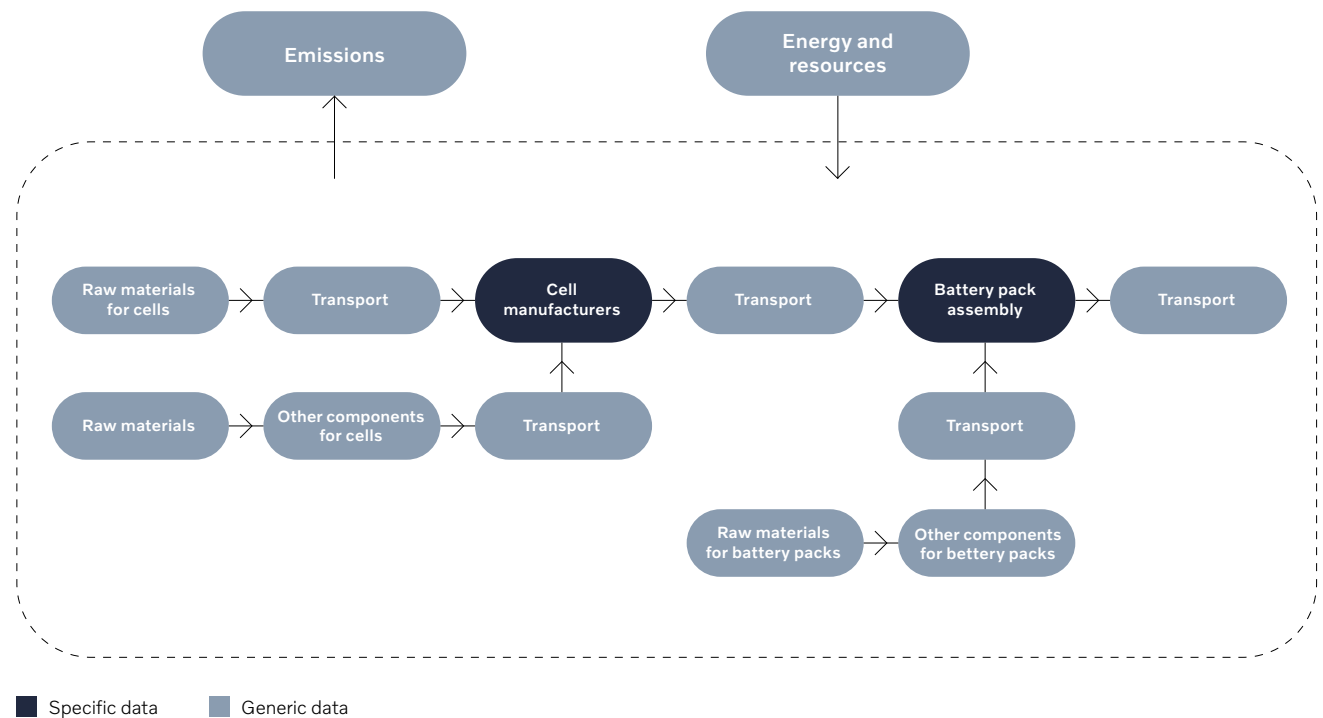 Emissions
Energy and
resources
Raw materials
for cells
Transport
Cell
manufacturers
Transport
Battery pack
assembly
Transport
Raw materials
Other components
for cells
Transport
Transport
Raw materials
for battery packs
Other components
for bettery packs
Specific data
Generic data